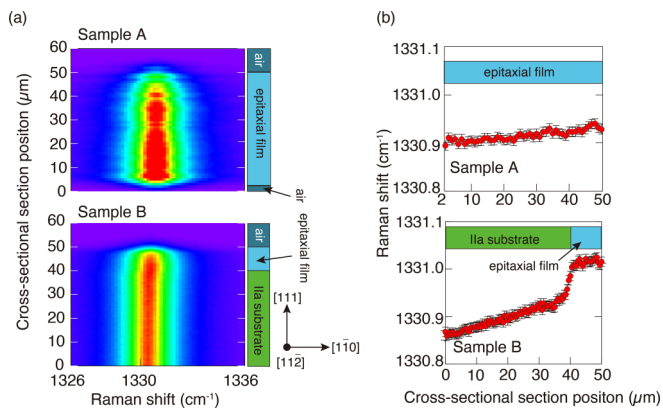 (a)
Sample A
Cross-sectional section positon (µm)
60
50
40
30
20
10
0
air
epitaxial film
air
Sample B
60
50
40
30
20
10
0
air
epitaxial film
IIa substrate
[111]
[11̄0]
[112̄]
1326
1330
1336
Raman shift (cm⁻¹)
(b)
Raman shift (cm⁻¹)
1331.1
1331.0
1330.9
1330.8
epitaxial film
Sample A
2
10
20
30
40
50
1331.1
1331.0
1330.9
1330.8
IIa substrate
epitaxial film
Sample B
0
10
20
30
40
50
Cross-sectional section positon (µm)